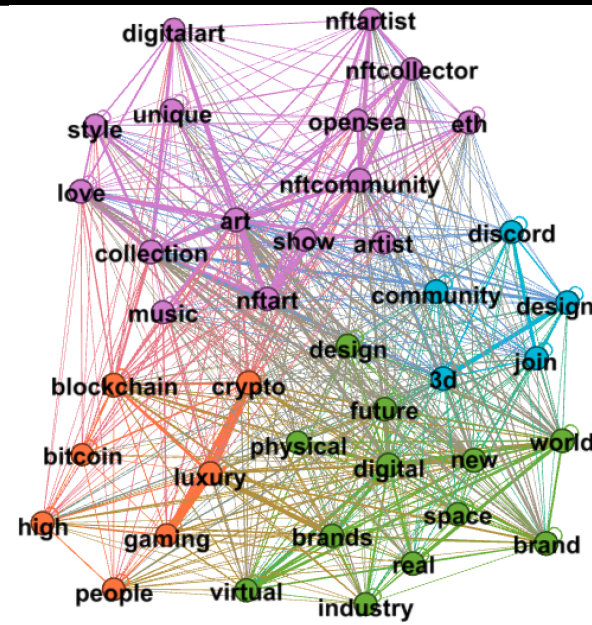 nftartist
digitalart
nftcollector
unique
opensea
eth
style
nftcommunity
love
art
show
artist
discord
collection
community
design
nftart
music
design
join
3d
blockchain
crypto
future
world
physical
bitcoin
digital
new
luxury
space
high
gaming
brands
brand
real
people
virtual
industry